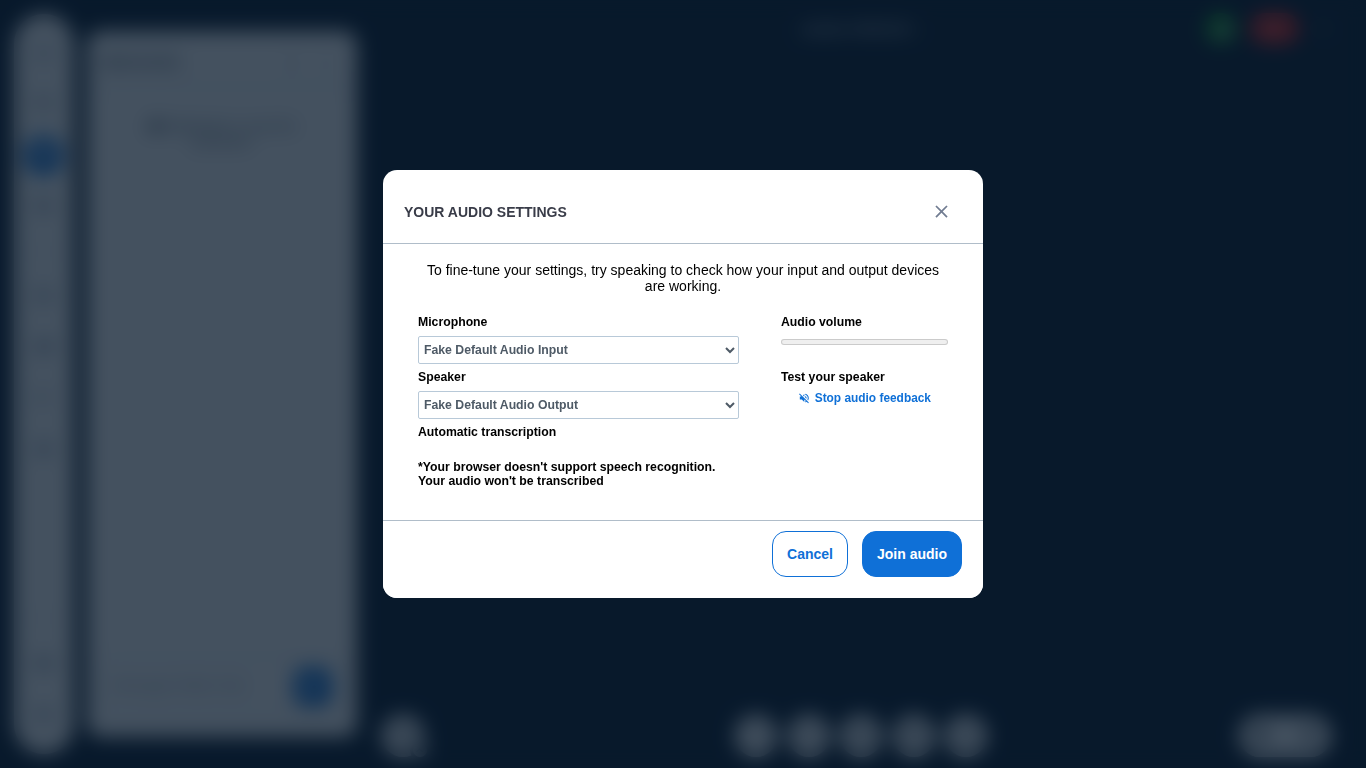 YOUR AUDIO SETTINGS
To fine-tune your settings, try speaking to check how your input and output devices
are working.
Microphone
Audio volume
Fake Default Audio Input
Speaker
Test your speaker
Fake Default Audio Output
Stop audio feedback
Automatic transcription
*Your browser doesn't support speech recognition.
Your audio won't be transcribed
Cancel
Join audio